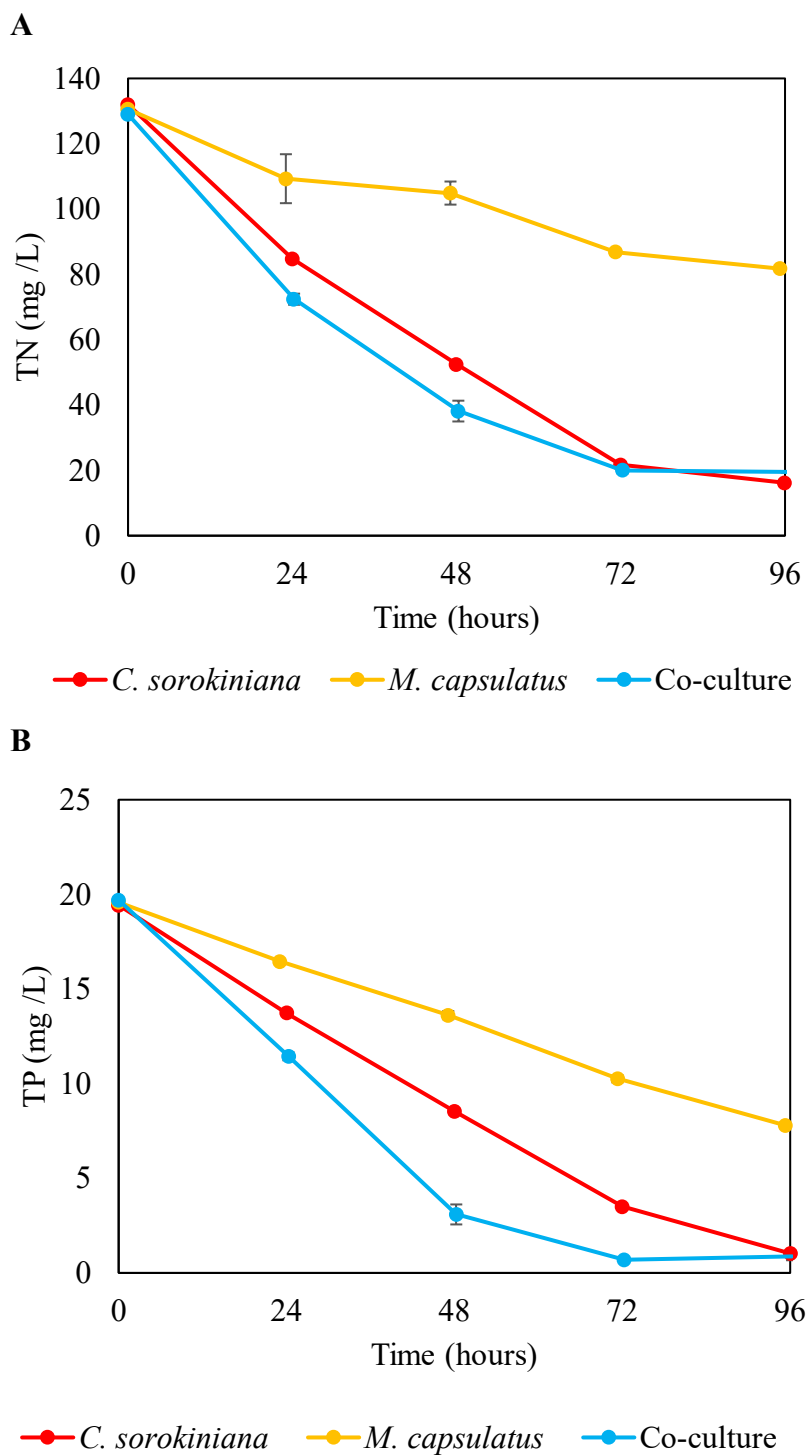 A
140
120
100
80
60
40
20
0
TN (mg /L)
0 24 48 72 96
Time (hours)
C. sorokiniana M. capsulatus Co-culture
B
25
20
15
10
5
0
TP (mg /L)
0 24 48 72 96
Time (hours)
C. sorokiniana M. capsulatus Co-culture